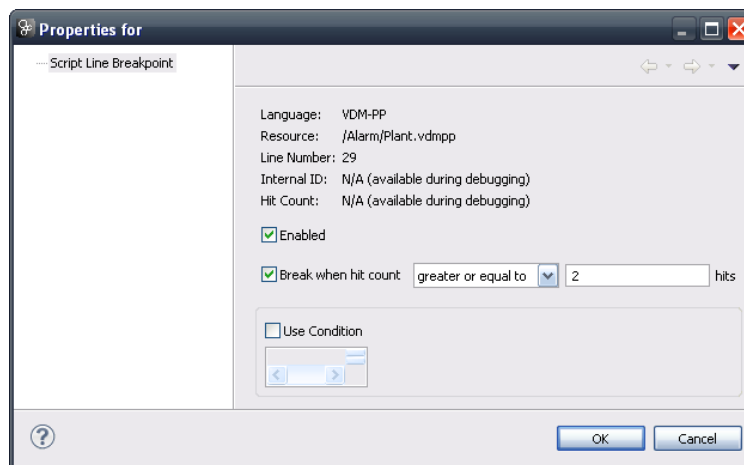 Properties for
Script Line Breakpoint
Language: VDM-PP
Resource: /Alarm/Plant.vdmpp
Line Number: 29
Internal ID: N/A (available during debugging)
Hit Count: N/A (available during debugging)
Enabled
Break when hit count greater or equal to 2 hits
Use Condition
OK Cancel